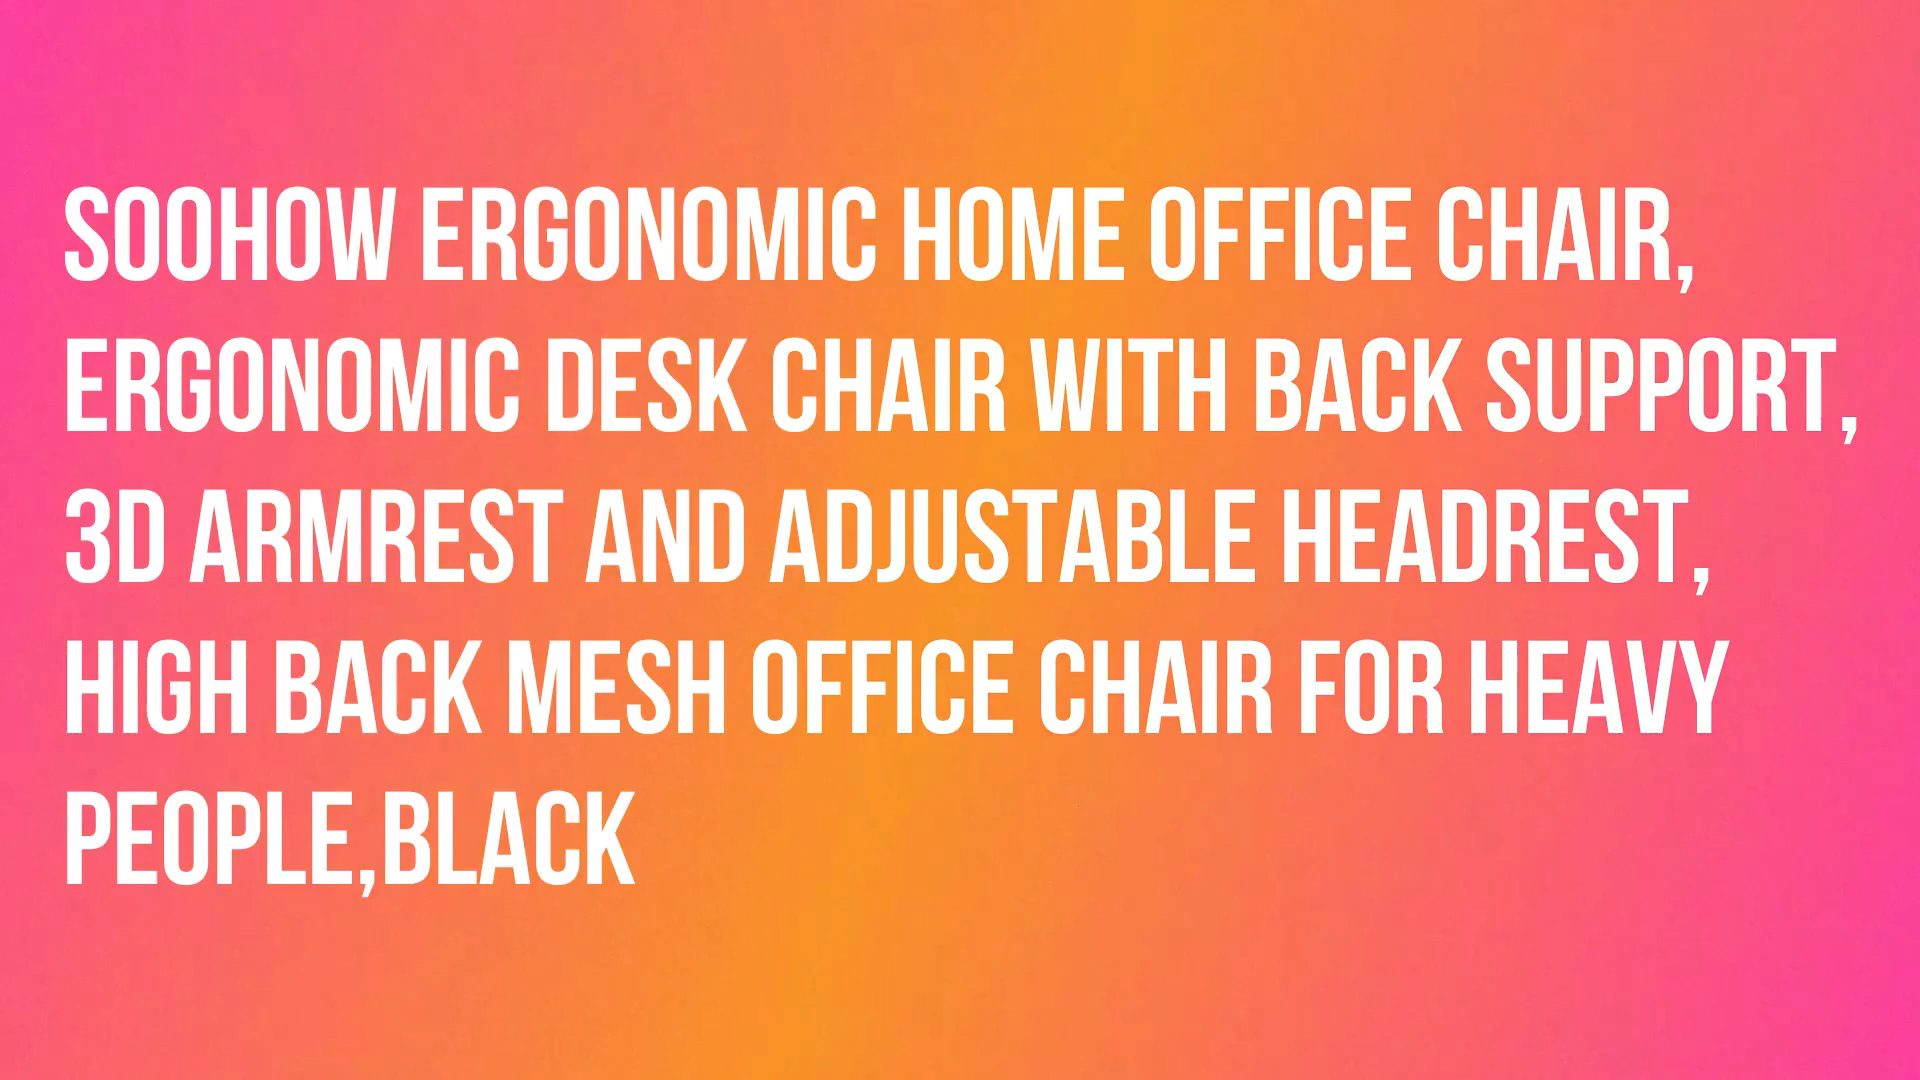 SOOHOW ERGONOMIC HOME OFFICE CHAIR,
ERGONOMIC DESK CHAIR WITH BACK SUPPORT,
3D ARMREST AND ADJUSTABLE HEADREST,
HIGH BACK MESH OFFICE CHAIR FOR HEAVY
PEOPLE,BLACK